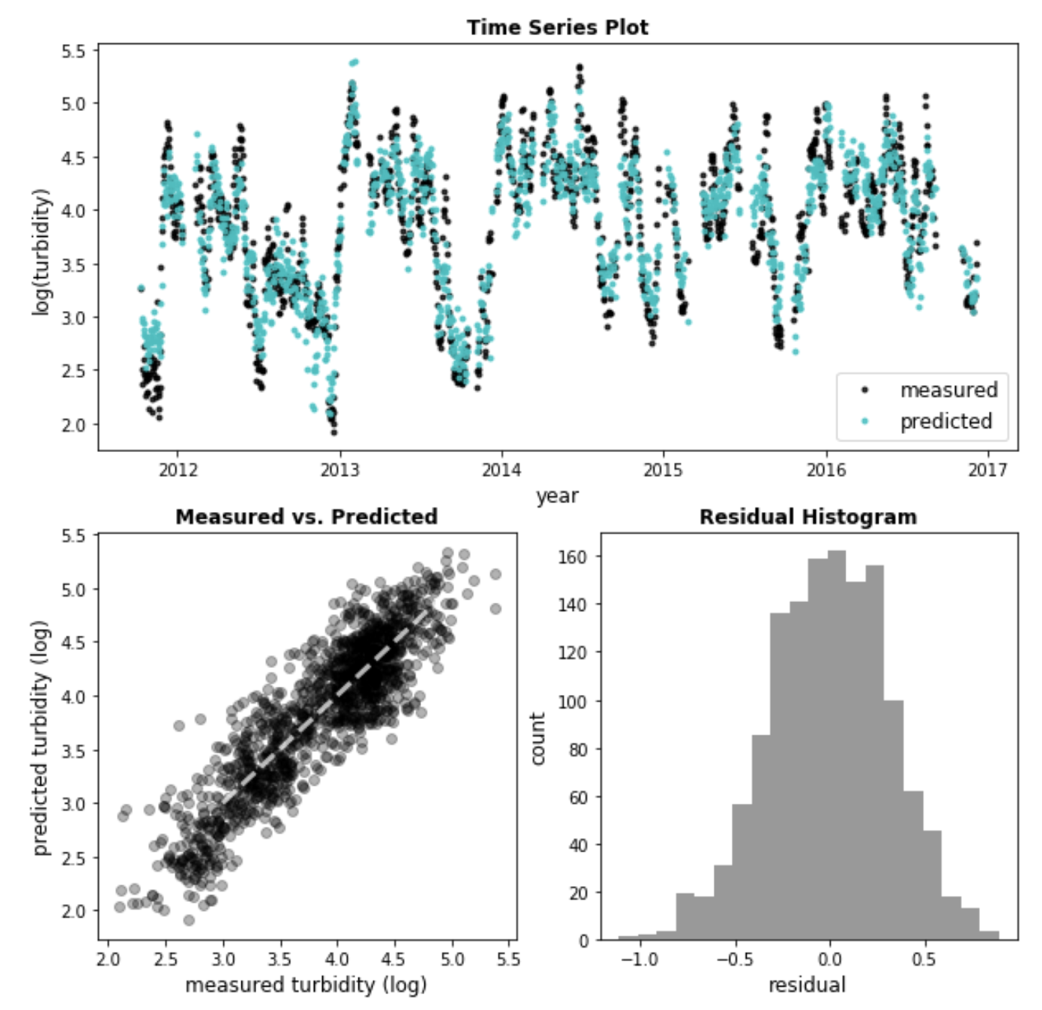 Time Series Plot
5.5
5.0
4.5
4.0
3.5
3.0
2.5
2.0
log(turbidity)
measured
predicted
2012 2013 2014 2015 2016 2017
year
Measured vs. Predicted
5.5
5.0
4.5
4.0
3.5
3.0
2.5
2.0
predicted turbidity (log)
2.0 2.5 3.0 3.5 4.0 4.5 5.0 5.5
measured turbidity (log)
Residual Histogram
160
140
120
100
80
60
40
20
0
count
−1.0 −0.5 0.0 0.5
residual